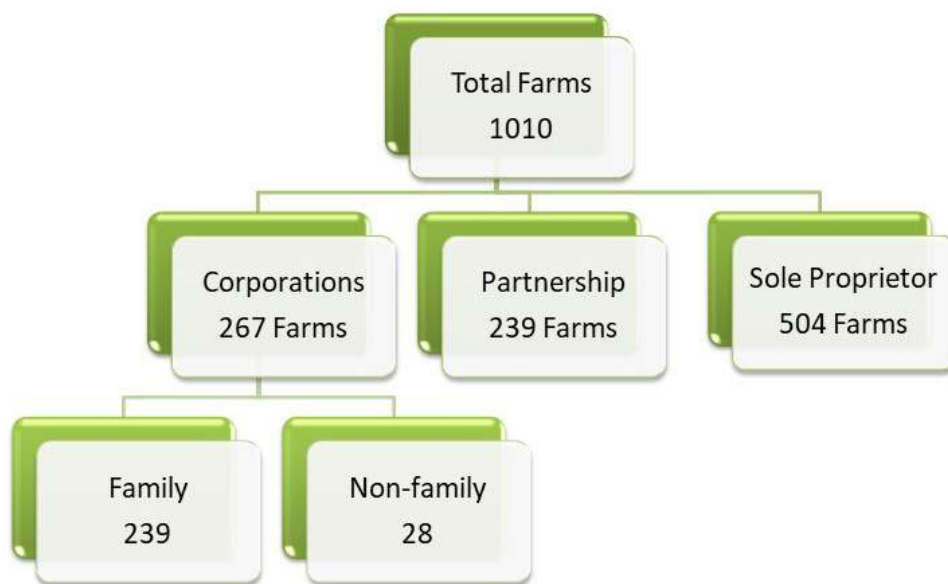 Total Farms
1010
Corporations
267 Farms
Partnership
239 Farms
Sole Proprietor
504 Farms
Family
239
Non-family
28